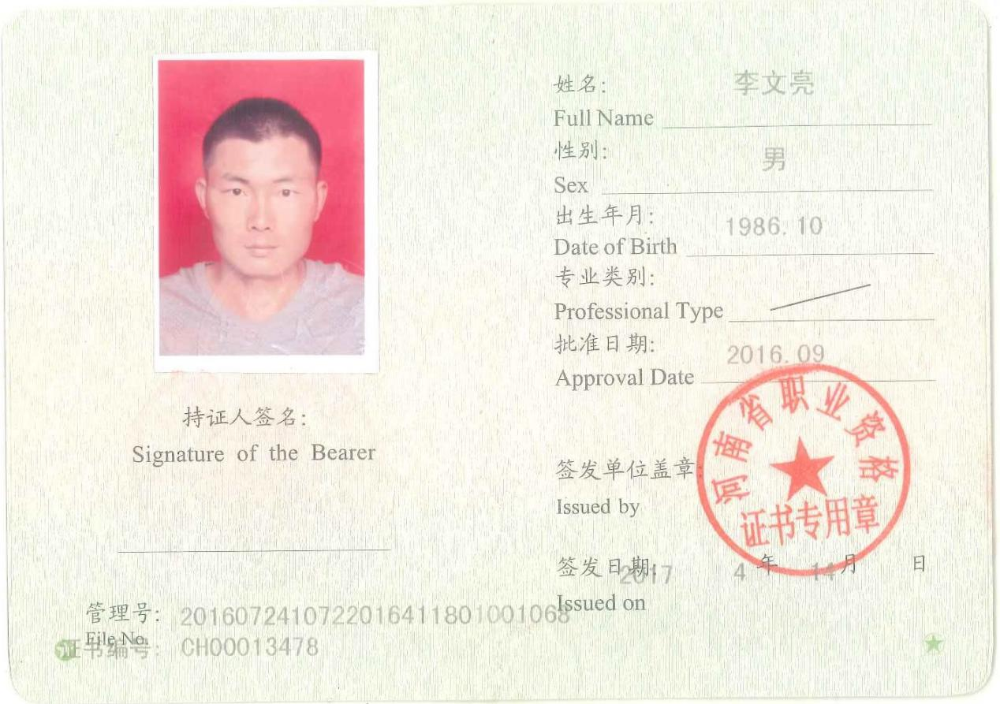 姓名: 李文亮
Full Name
性别: 男
Sex
出生年月: 1986. 10
Date of Birth
专业类别:
Professional Type
批准日期: 2016. 09
Approval Date
持证人签名:
Signature of the Bearer
签发单位盖章:
Issued by
河南省职业资格
证书专用章
签发日期: 2017 4 年 14 月 日
Issued on
管理号: 2016072410722016411801001068
File No.
证书编号: CH00013478